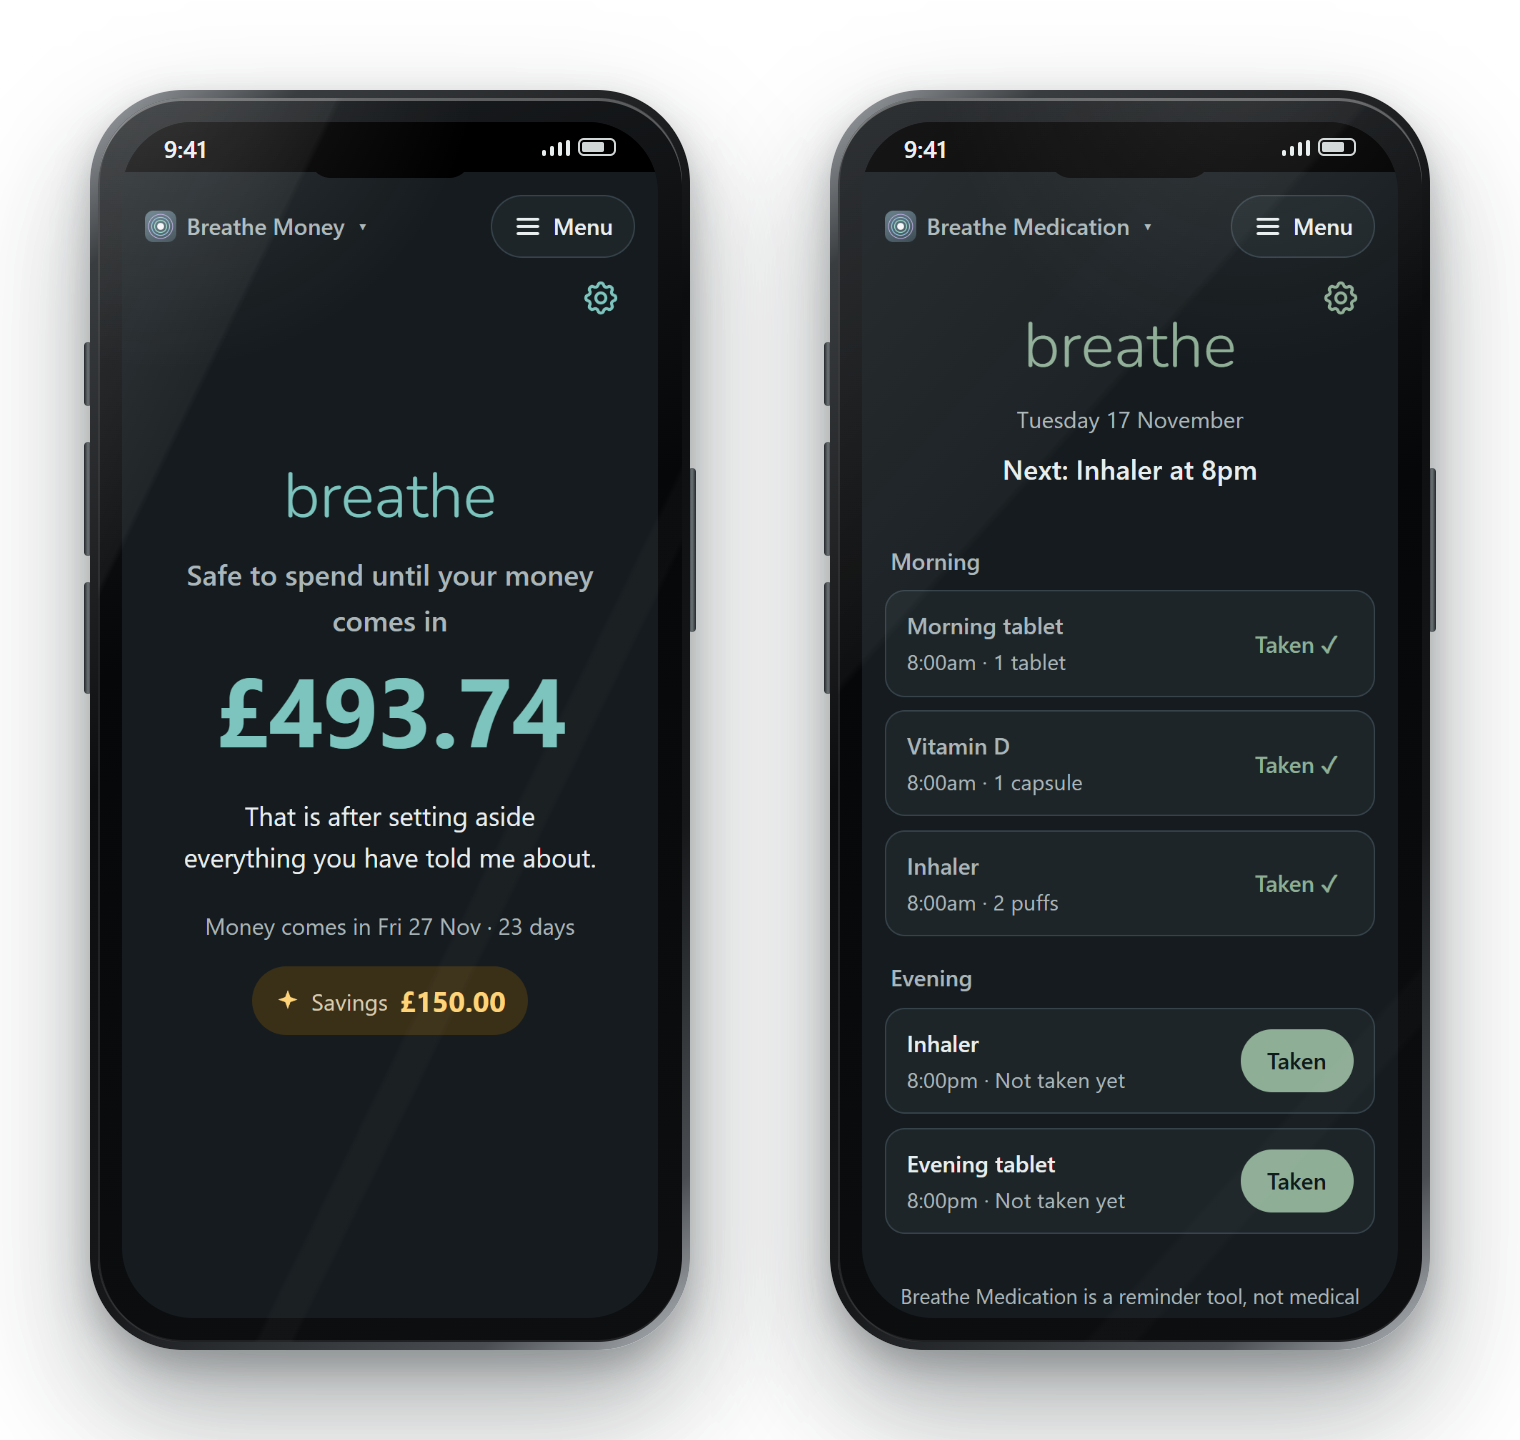 9:41
Breathe Money ▾
Menu
breathe
Safe to spend until your money
comes in
£493.74
That is after setting aside
everything you have told me about.
Money comes in Fri 27 Nov · 23 days
Savings £150.00
9:41
Breathe Medication ▾
Menu
breathe
Tuesday 17 November
Next: Inhaler at 8pm
Morning
Morning tablet
8:00am · 1 tablet
Taken ✓
Vitamin D
8:00am · 1 capsule
Taken ✓
Inhaler
8:00am · 2 puffs
Taken ✓
Evening
Inhaler
8:00pm · Not taken yet
Taken
Evening tablet
8:00pm · Not taken yet
Taken
Breathe Medication is a reminder tool, not medical